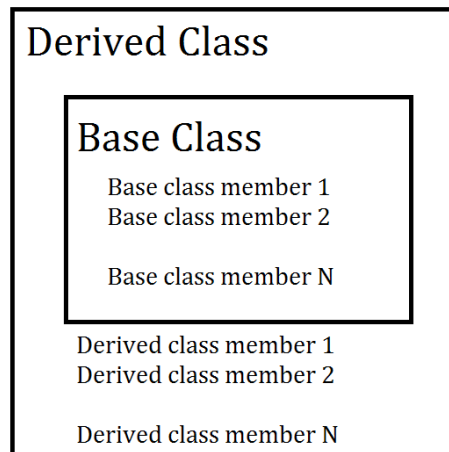 Derived Class
Base Class
Base class member 1
Base class member 2
Base class member N
Derived class member 1
Derived class member 2
Derived class member N